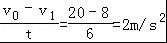 (v₀ − v₁)/t = (20−8)/6 = 2m/s²